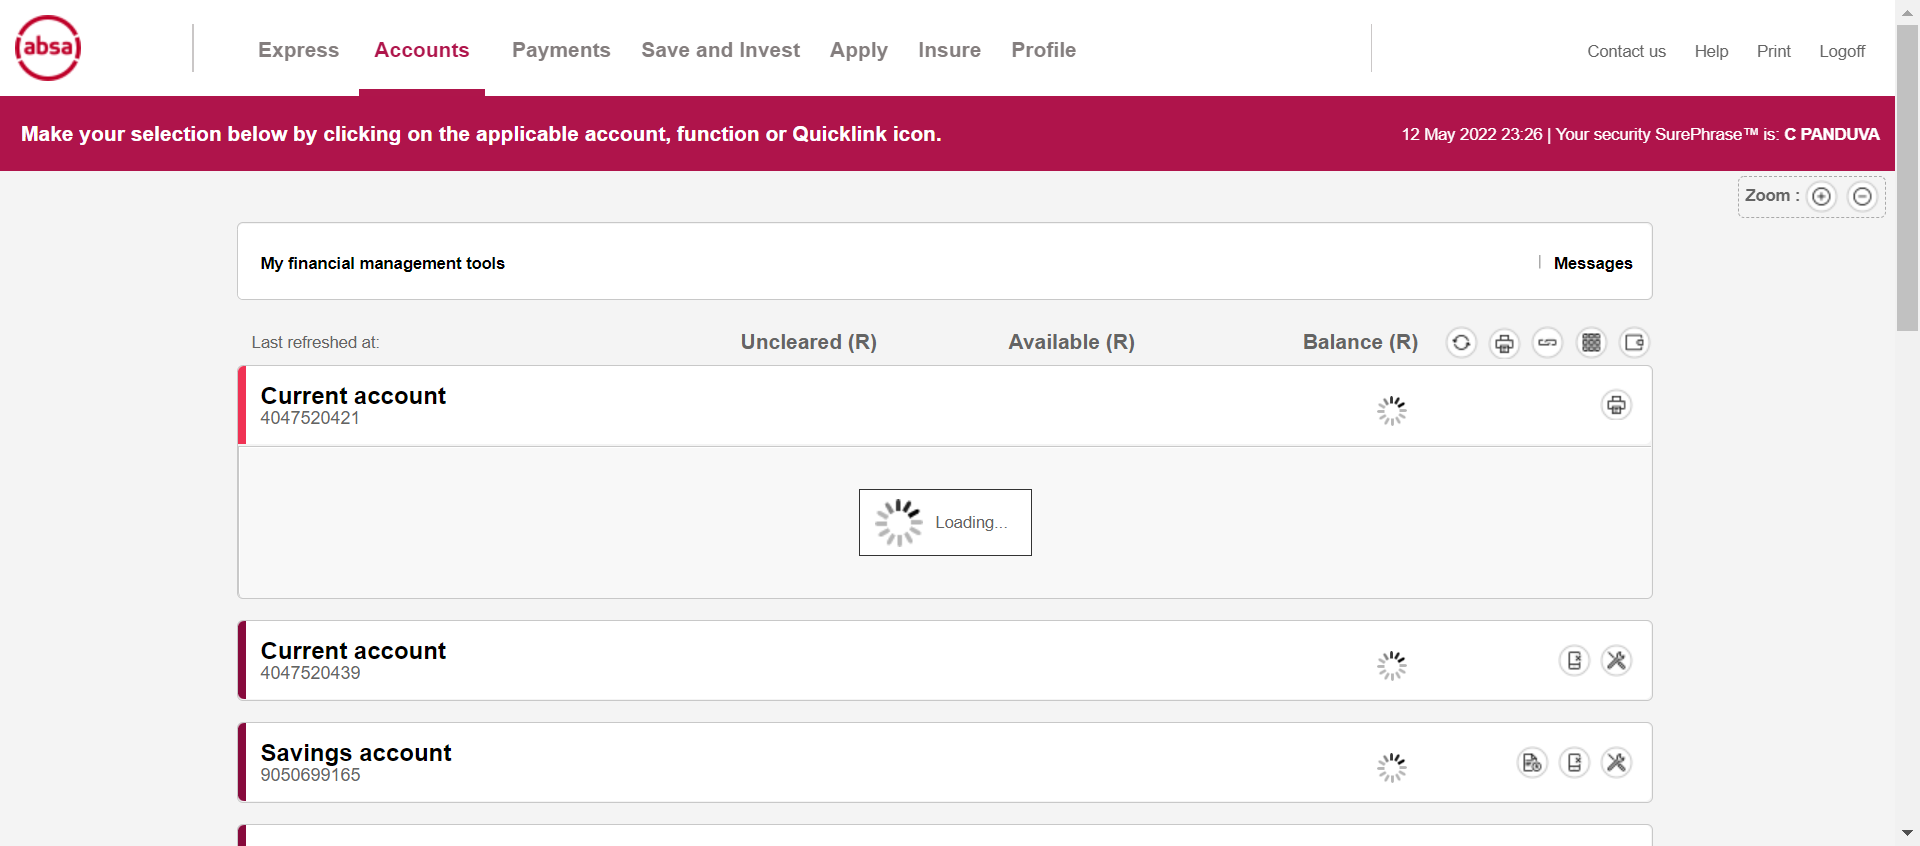 absa
Express Accounts Payments Save and Invest Apply Insure Profile
Contact us Help Print Logoff
Make your selection below by clicking on the applicable account, function or Quicklink icon.
12 May 2022 23:26 | Your security SurePhrase™ is: C PANDUVA
Zoom :
My financial management tools
Messages
Last refreshed at: Uncleared (R) Available (R) Balance (R)
Current account
4047520421
Loading...
Current account
4047520439
Savings account
9050699165